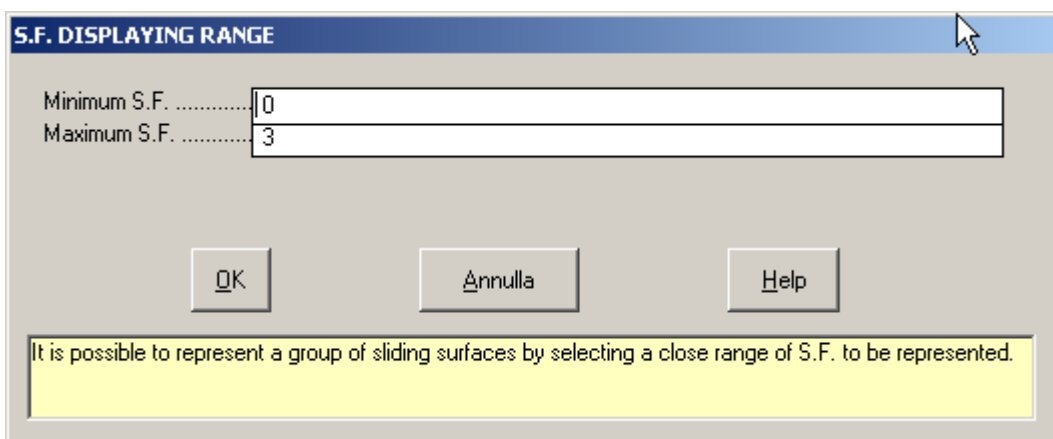 S.F. DISPLAYING RANGE
Minimum S.F. ............. 0
Maximum S.F. ............ 3
OK Annulla Help
It is possible to represent a group of sliding surfaces by selecting a close range of S.F. to be represented.